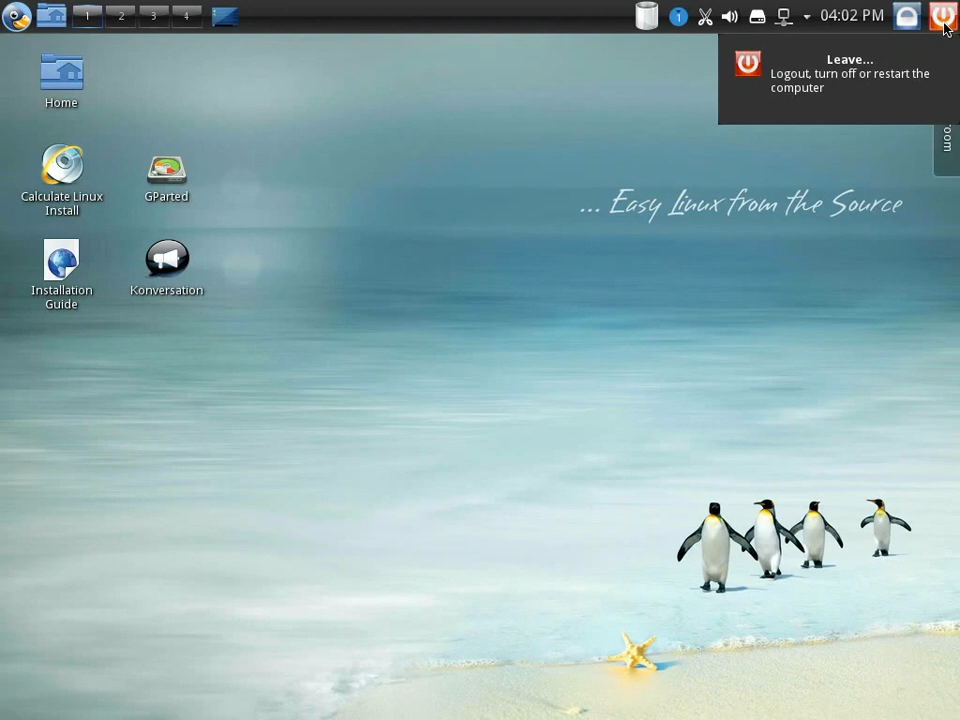 1
2
3
4
1
04:02 PM
Leave...
Logout, turn off or restart the
computer
Home
oom
Calculate Linux
Install
GParted
... Easy Linux from the Source
Installation
Guide
Konversation